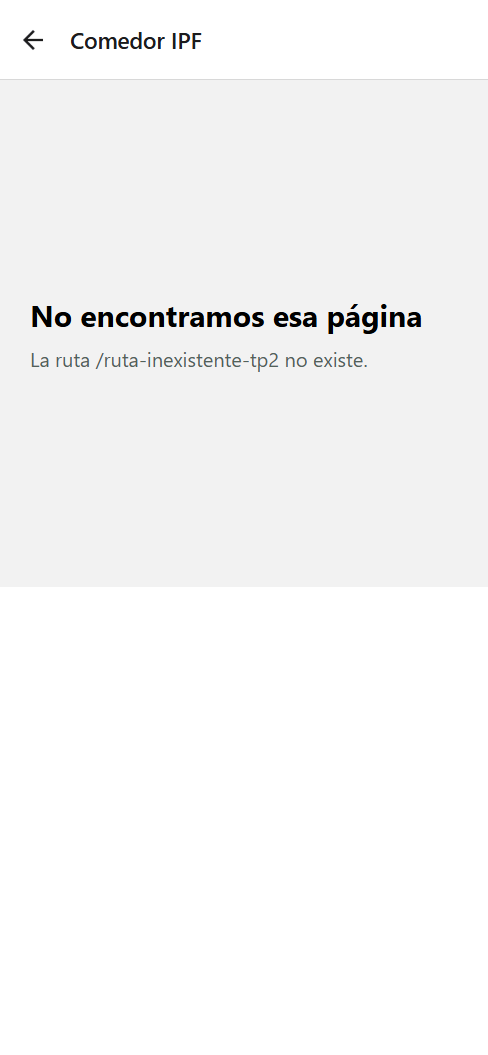 Comedor IPF
No encontramos esa página
La ruta /ruta-inexistente-tp2 no existe.